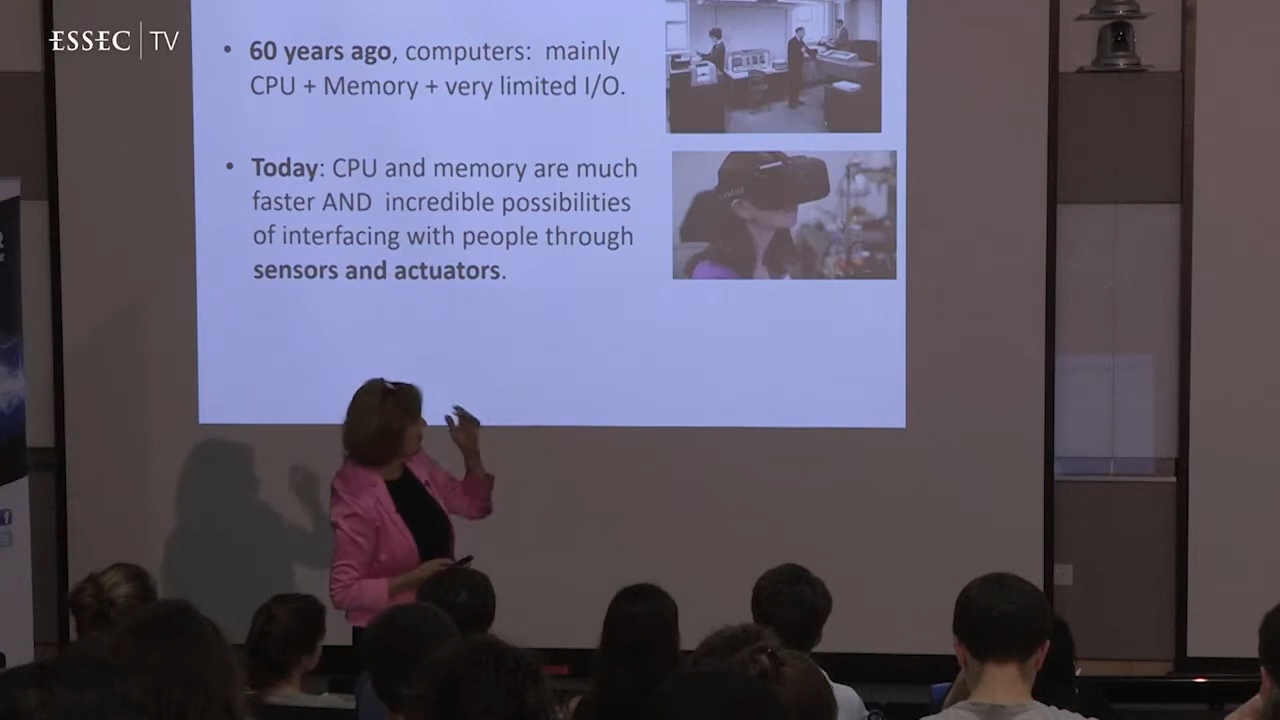 ESSEC TV
• 60 years ago, computers: mainly
CPU + Memory + very limited I/O.
• Today: CPU and memory are much
faster AND incredible possibilities
of interfacing with people through
sensors and actuators.